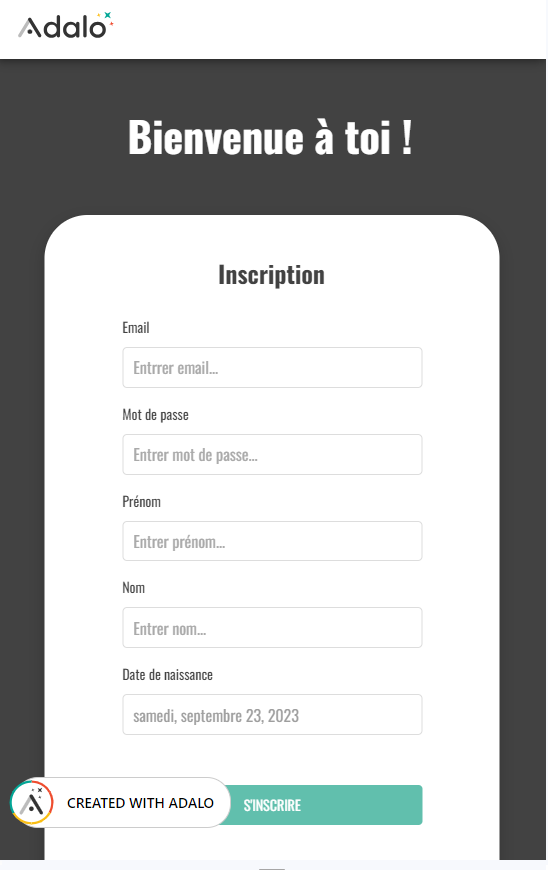 Adalo
Bienvenue à toi !
Inscription
Email
Entrrer email...
Mot de passe
Entrer mot de passe...
Prénom
Entrer prénom...
Nom
Entrer nom...
Date de naissance
samedi, septembre 23, 2023
CREATED WITH ADALO
S'INSCRIRE